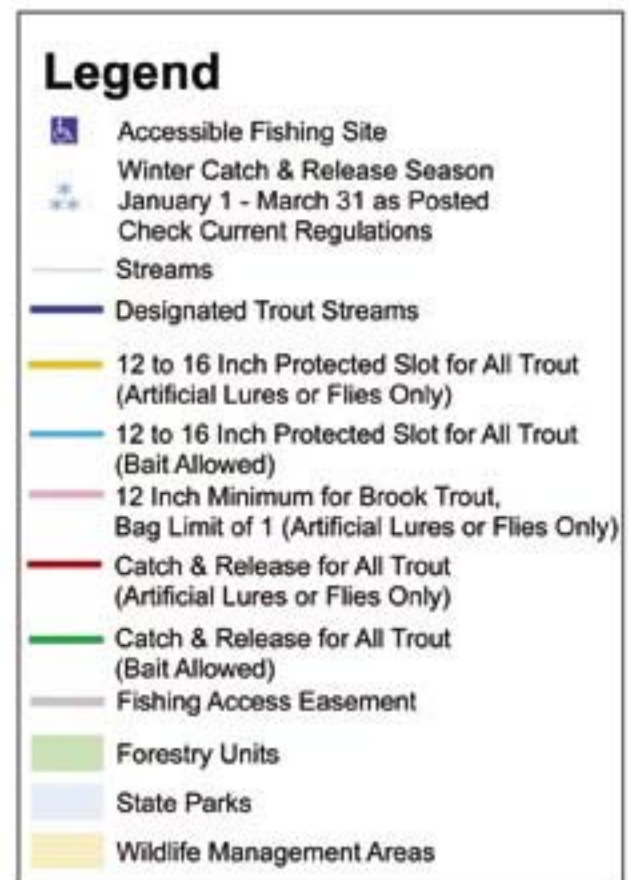 Legend
Accessible Fishing Site
Winter Catch & Release Season
January 1 - March 31 as Posted
Check Current Regulations
Streams
Designated Trout Streams
12 to 16 Inch Protected Slot for All Trout
(Artificial Lures or Flies Only)
12 to 16 Inch Protected Slot for All Trout
(Bait Allowed)
12 Inch Minimum for Brook Trout,
Bag Limit of 1 (Artificial Lures or Flies Only)
Catch & Release for All Trout
(Artificial Lures or Flies Only)
Catch & Release for All Trout
(Bait Allowed)
Fishing Access Easement
Forestry Units
State Parks
Wildlife Management Areas